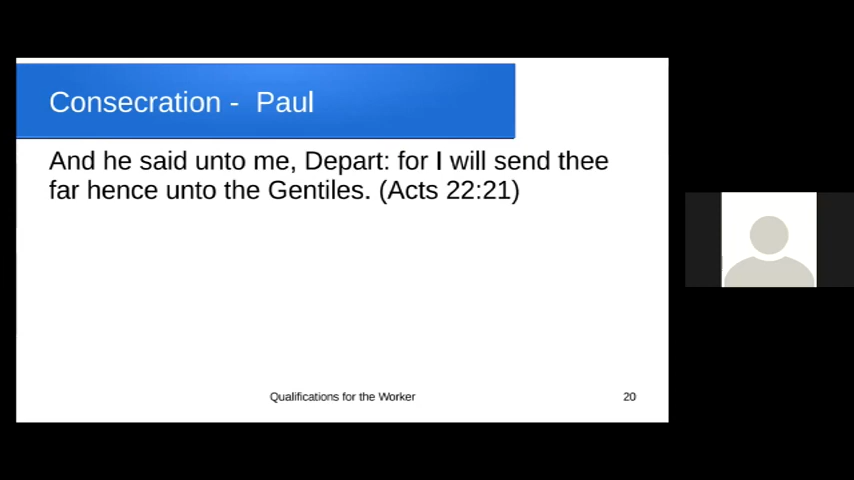 Consecration -  Paul
And he said unto me, Depart: for I will send thee
far hence unto the Gentiles. (Acts 22:21)
Qualifications for the Worker
20